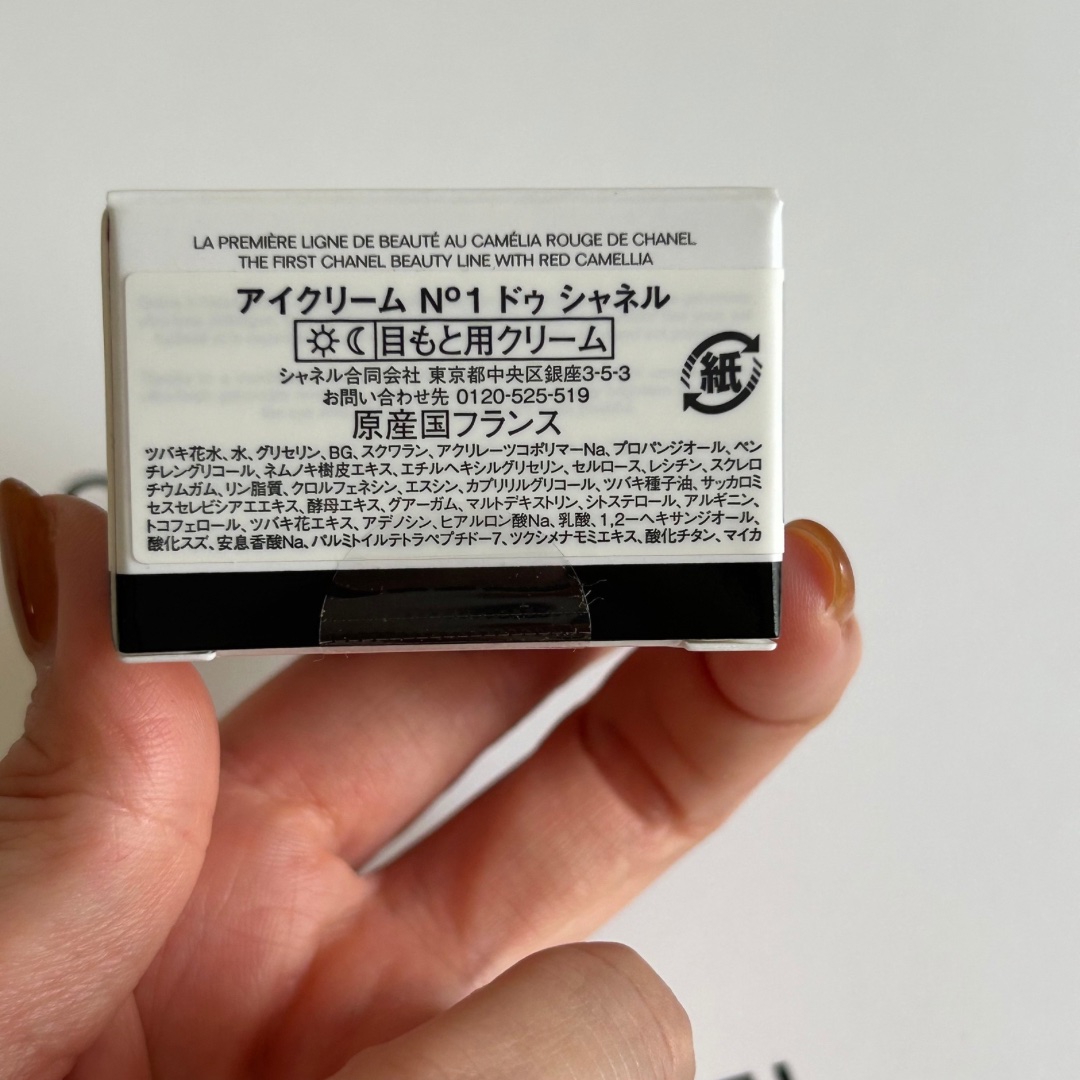 LA PREMIÈRE LIGNE DE BEAUTÉ AU CAMÉLIA ROUGE DE CHANEL
THE FIRST CHANEL BEAUTY LINE WITH RED CAMELLIA
アイクリーム Nº1 ドゥ シャネル
目もと用クリーム
紙
シャネル合同会社 東京都中央区銀座3-5-3
お問い合わせ先 0120-525-519
原産国フランス
ツバキ花水、水、グリセリン、BG、スクワラン、アクリレーツコポリマーNa、プロパンジオール、ペン
チレングリコール、ネムノキ樹皮エキス、エチルヘキシルグリセリン、セルロース、レシチン、スクレロ
チウムガム、リン脂質、クロルフェネシン、エスシン、カプリリルグリコール、ツバキ種子油、サッカロミ
セスセレビシアエエキス、酵母エキス、グアーガム、マルトデキストリン、シトステロール、アルギニン、
トコフェロール、ツバキ花エキス、アデノシン、ヒアルロン酸Na、乳酸、1,2-ヘキサンジオール、
酸化スズ、安息香酸Na、パルミトイルテトラペプチド-7、ツクシメナモミエキス、酸化チタン、マイカ